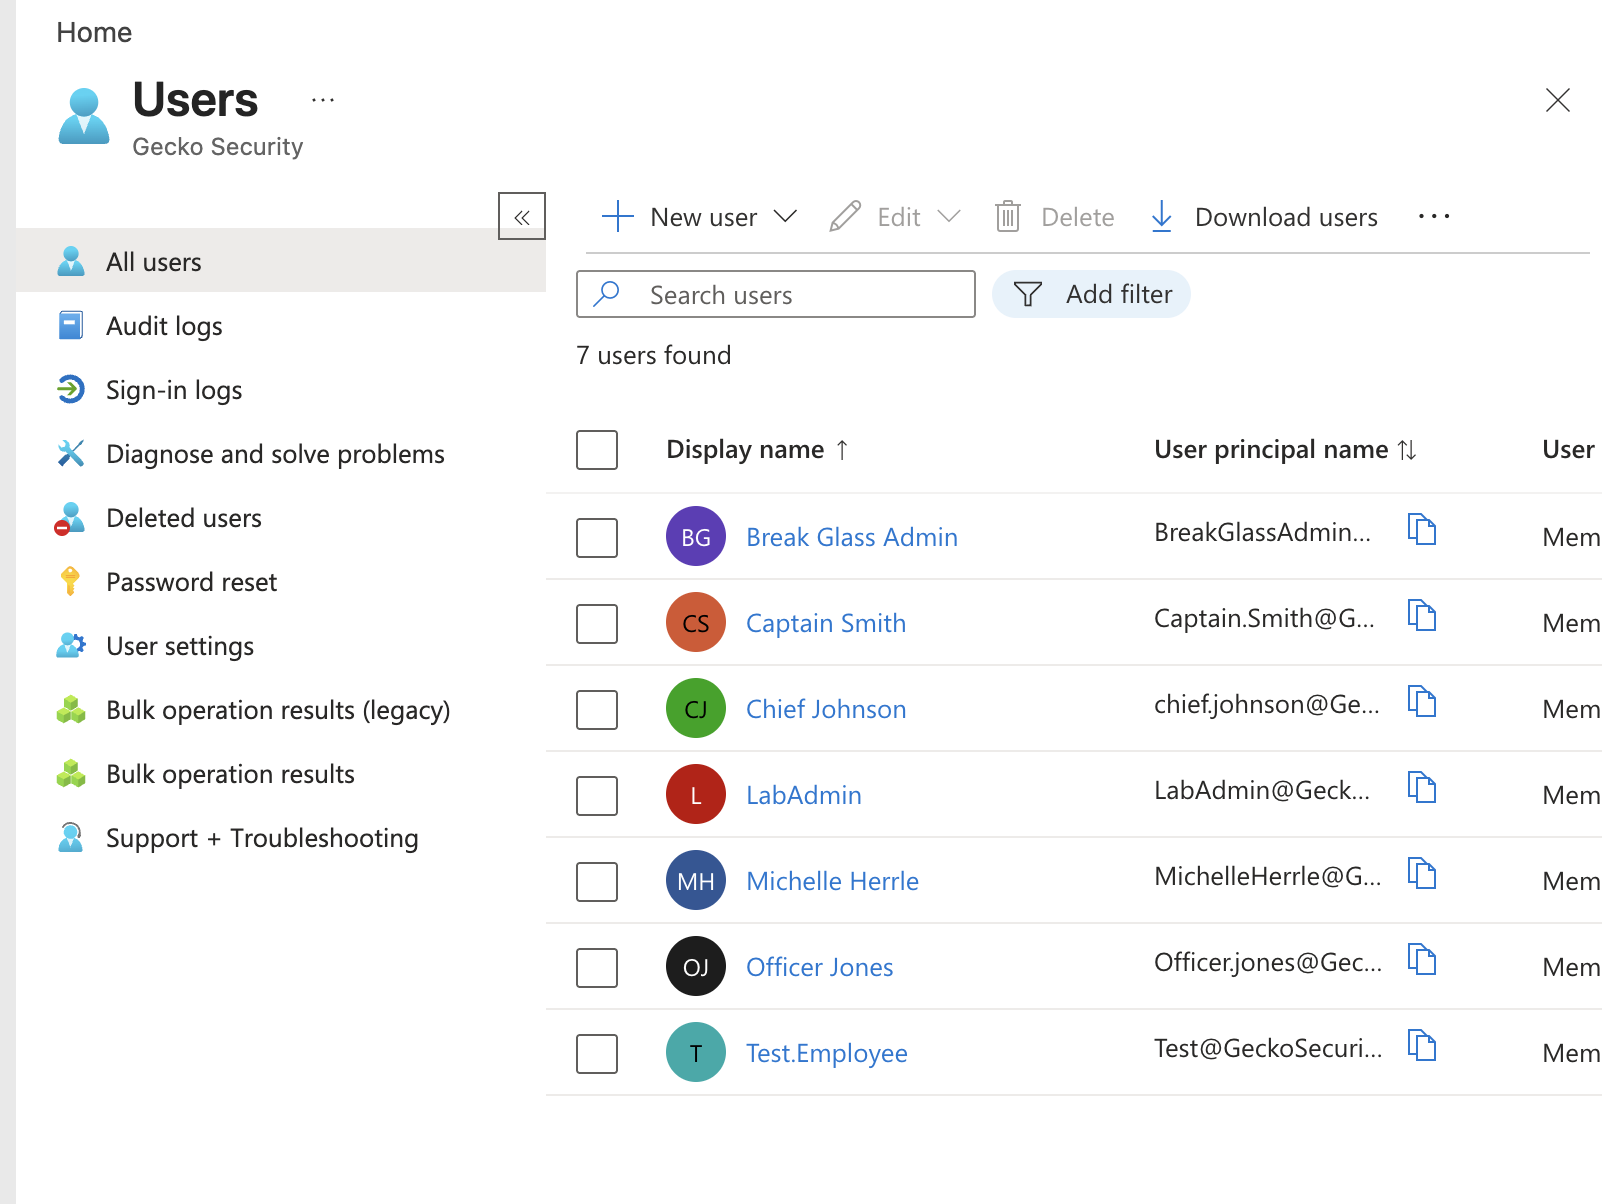 Home
Users ...
Gecko Security
«
All users
Audit logs
Sign-in logs
Diagnose and solve problems
Deleted users
Password reset
User settings
Bulk operation results (legacy)
Bulk operation results
Support + Troubleshooting
New user Edit Delete Download users ...
Search users Add filter
7 users found
Display name ↑ User principal name ↑↓ User
BG Break Glass Admin BreakGlassAdmin... Mem
CS Captain Smith Captain.Smith@G... Mem
CJ Chief Johnson chief.johnson@Ge... Mem
L LabAdmin LabAdmin@Geck... Mem
MH Michelle Herrle MichelleHerrle@G... Mem
OJ Officer Jones Officer.jones@Gec... Mem
T Test.Employee Test@GeckoSecuri... Mem